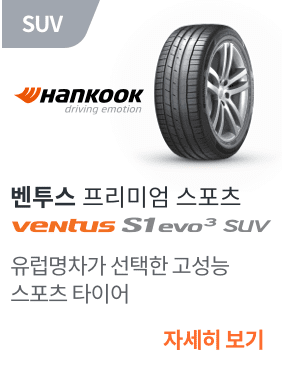 SUV
HANKOOK
driving emotion
벤투스 프리미엄 스포츠
ventus S1 evo³ SUV
유럽명차가 선택한 고성능
스포츠 타이어
자세히 보기